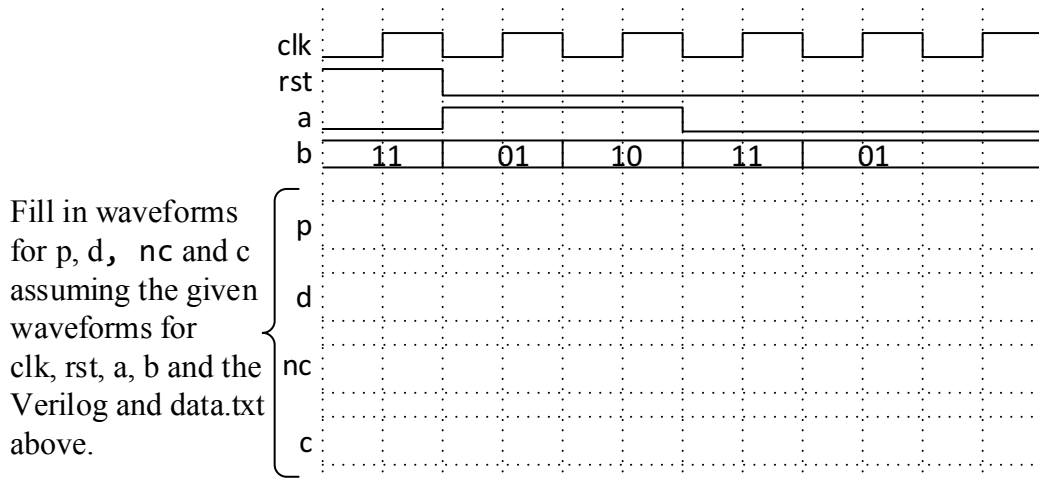 clk
rst
a
b 11 01 10 11 01
Fill in waveforms
for p, d, nc and c
assuming the given
waveforms for
clk, rst, a, b and the
Verilog and data.txt
above.
p
d
nc
c